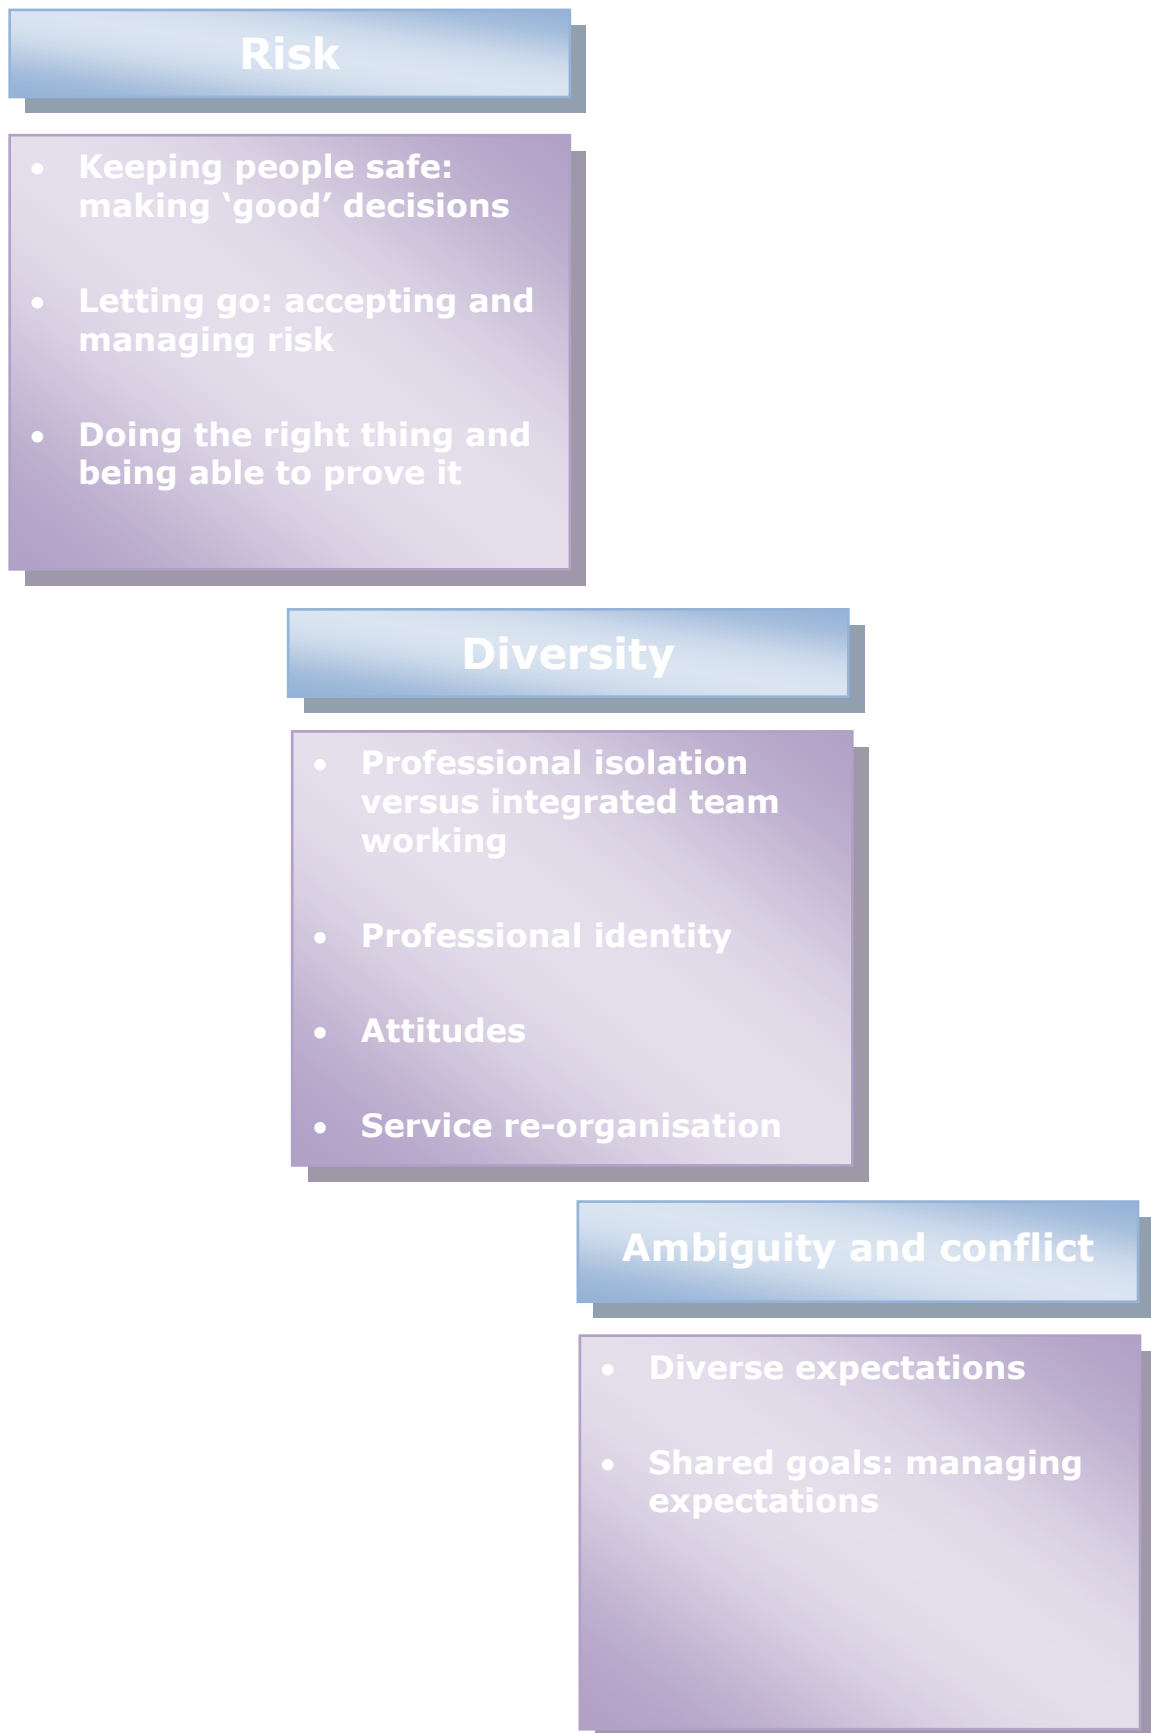 Risk
• Keeping people safe:
making ‘good’ decisions
• Letting go: accepting and
managing risk
• Doing the right thing and
being able to prove it
Diversity
• Professional isolation
versus integrated team
working
• Professional identity
• Attitudes
• Service re-organisation
Ambiguity and conflict
• Diverse expectations
• Shared goals: managing
expectations